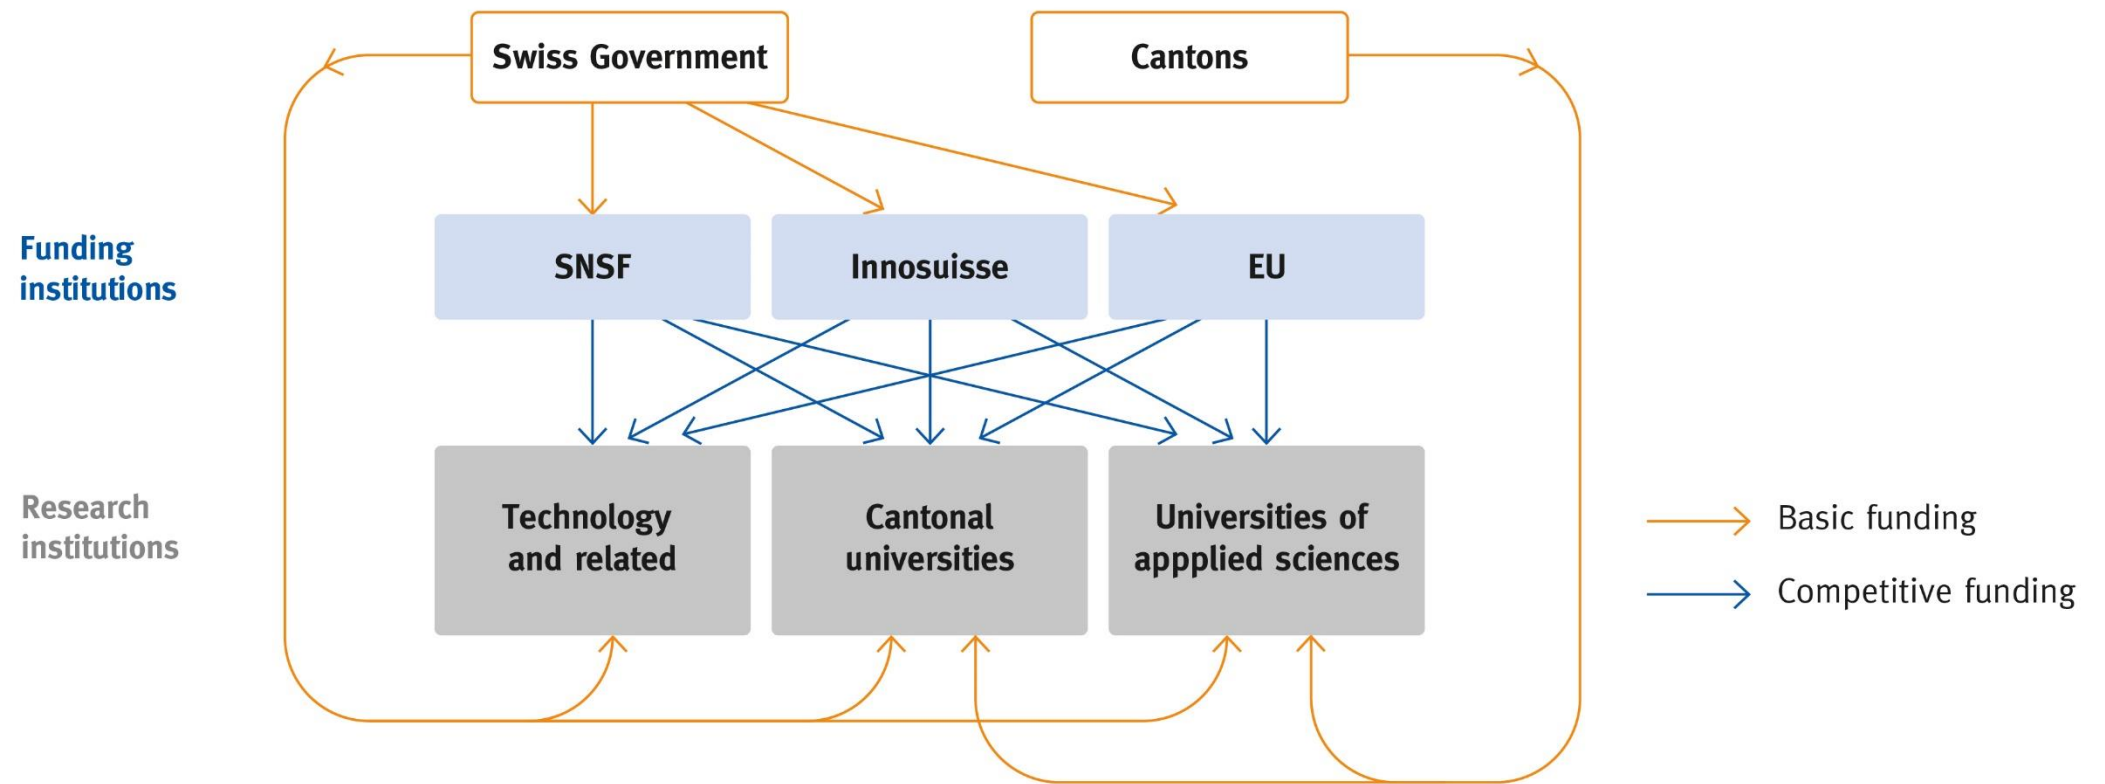 Swiss Government
Cantons
Funding
institutions
SNSF
Innosuisse
EU
Research
institutions
Technology
and related
Cantonal
universities
Universities of
appplied sciences
Basic funding
Competitive funding